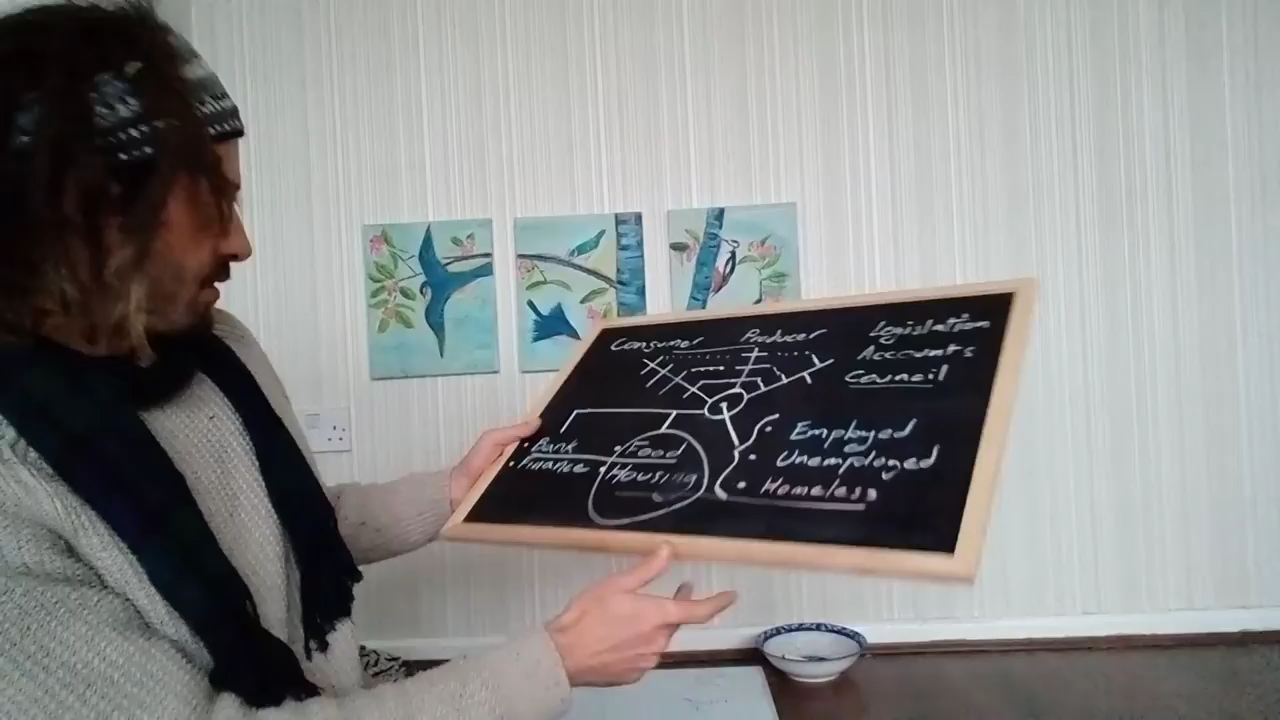 Consumer Producer
Legislation
Accounts
Council
• Bank
• Finance
• Food
• Housing
• Employed
• Unemployed
• Homeless